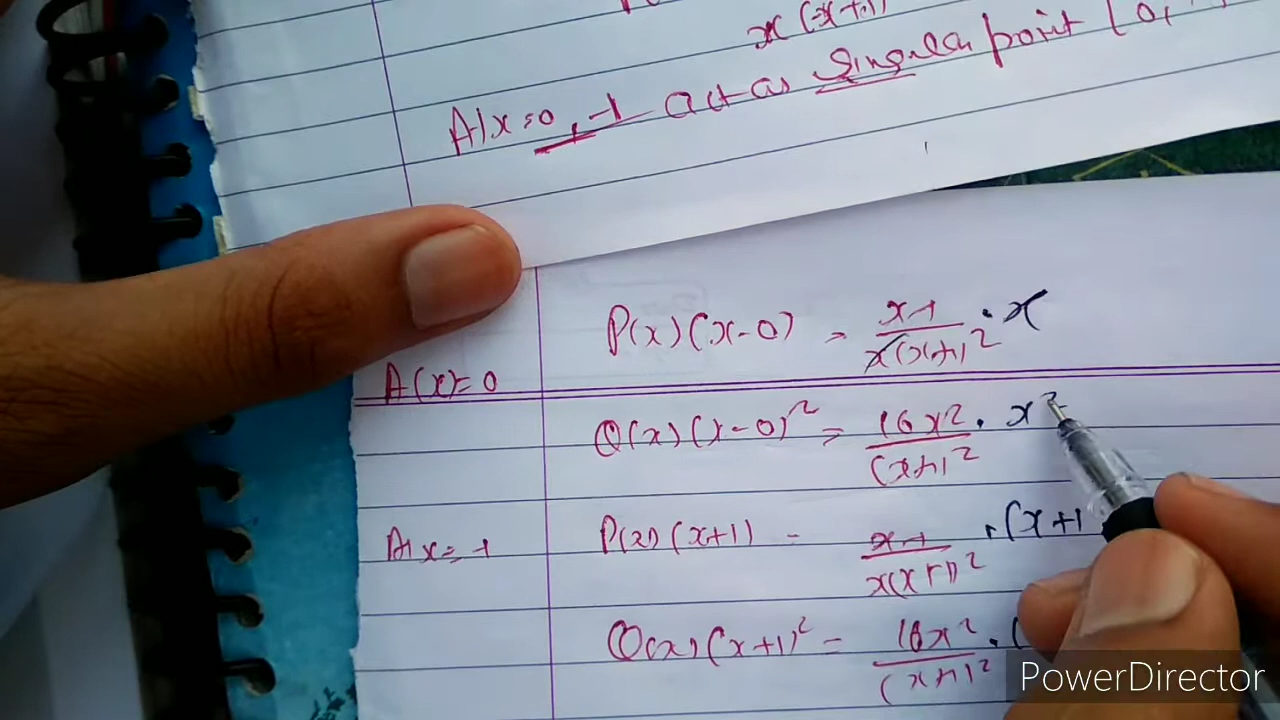 x(x+1)
At x=0, -1 act as Singular point (or
P(x)(x-0) = x-1/x(x+1)² . x
A(x)=0
Q(x)(x-0)² = 16x²/(x+1)² . x²
At x=-1 P(x)(x+1) - x-1/x(x+1)² . (x+1
Q(x)(x+1)² = 16x²/(x+1)² . (
PowerDirector